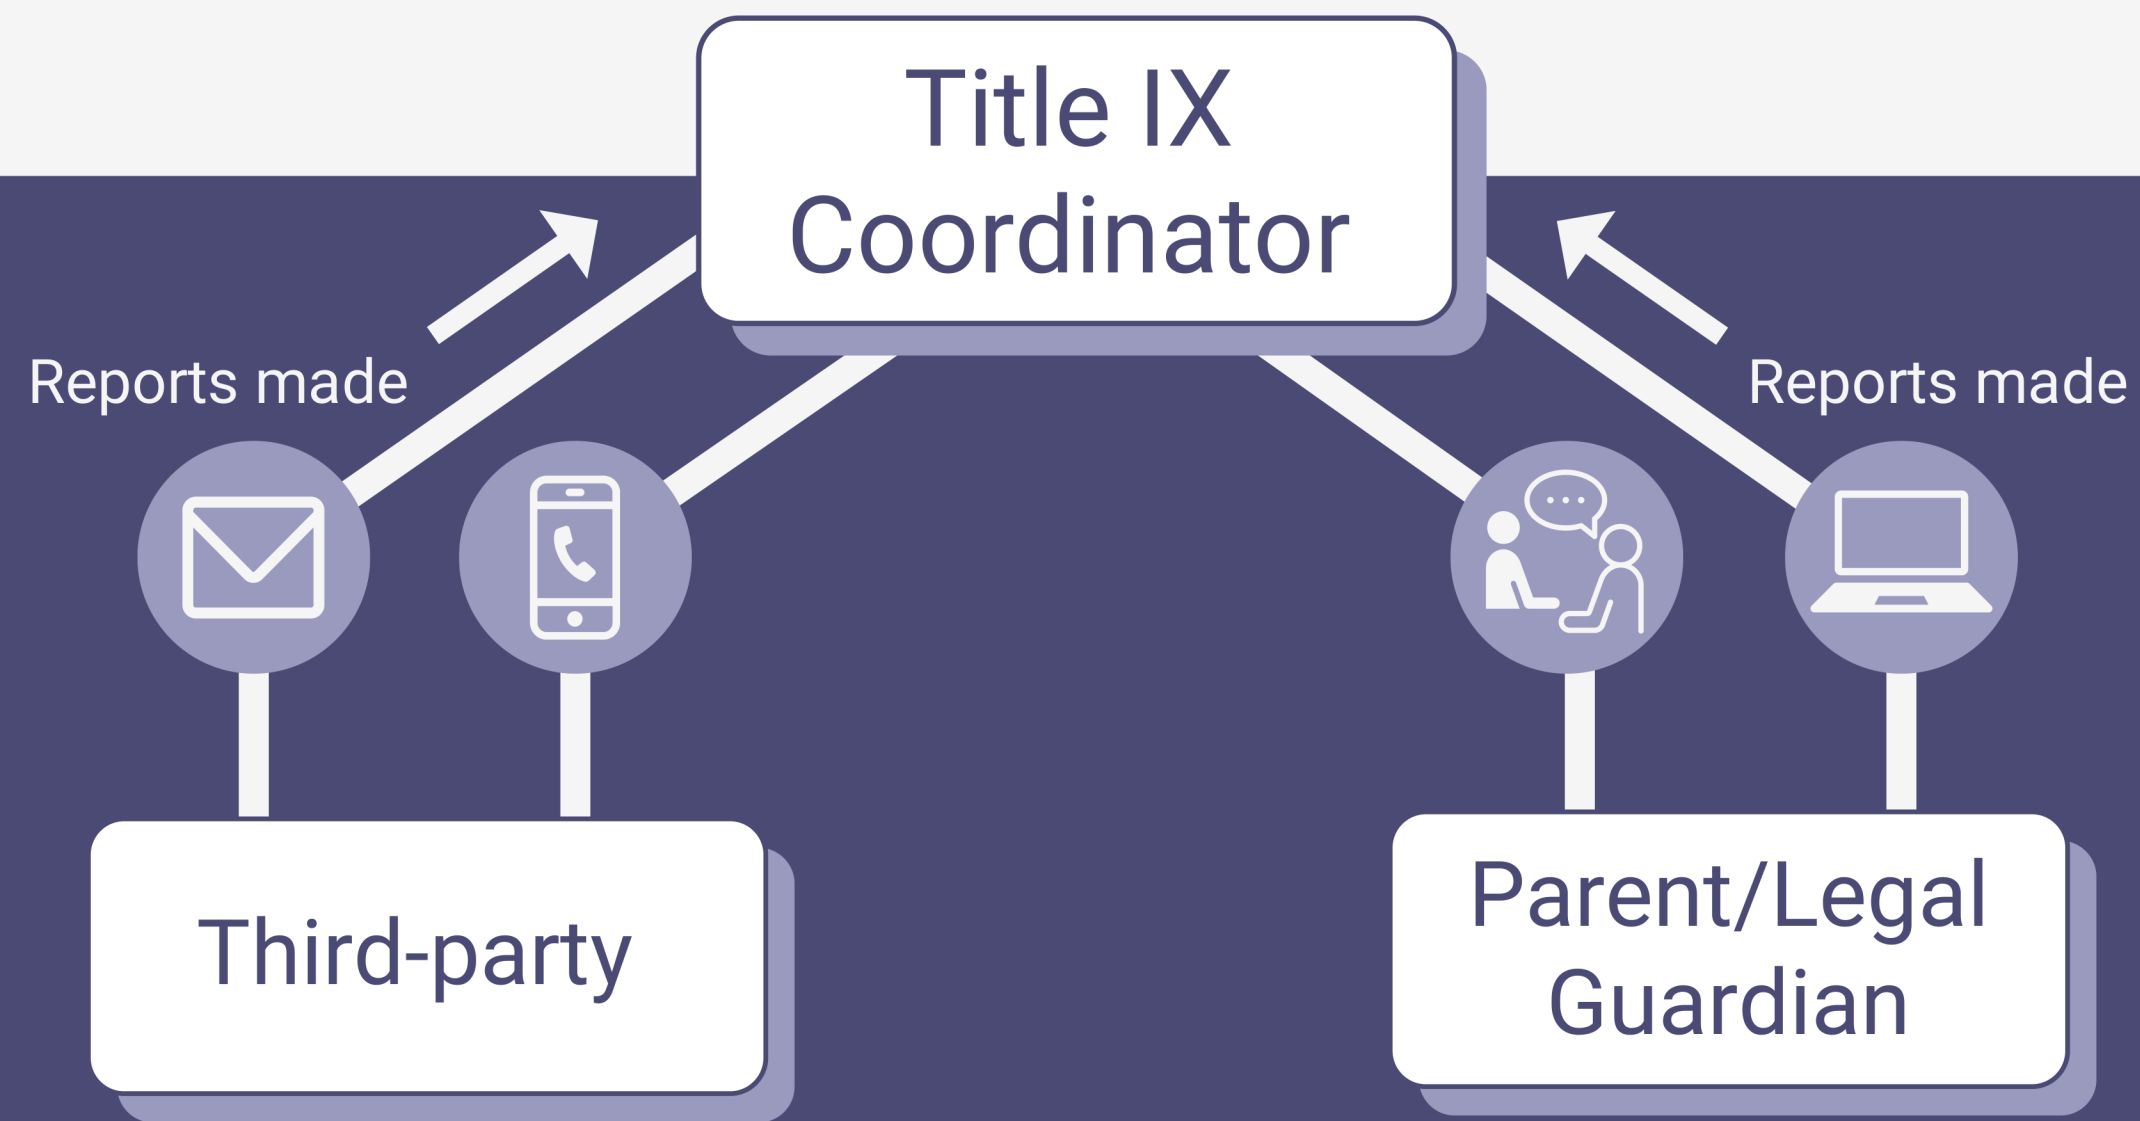 Title IX
Coordinator
Reports made
Reports made
Third-party
Parent/Legal
Guardian